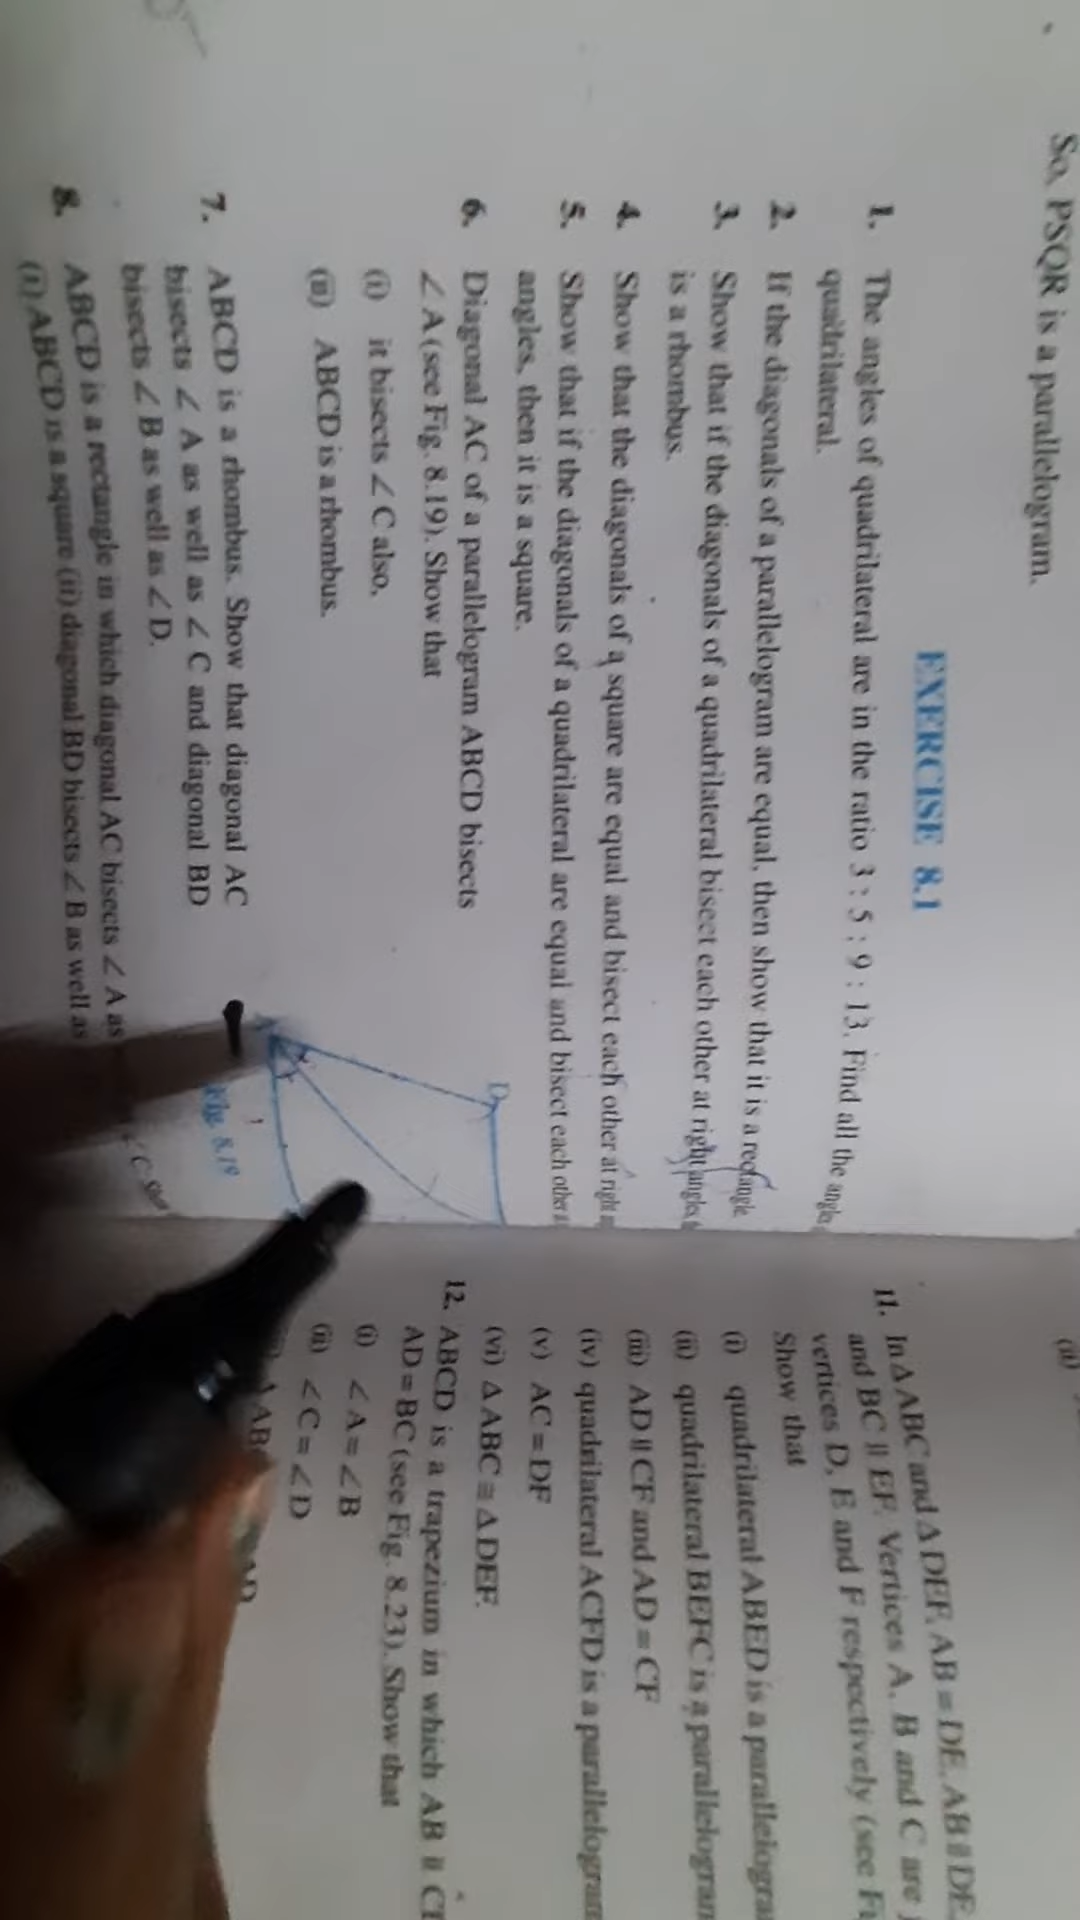 So, PSQR is a parallelogram.
EXERCISE 8.1
1. The angles of quadrilateral are in the ratio 3 : 5 : 9 : 13. Find all the angles
quadrilateral.
2. If the diagonals of a parallelogram are equal, then show that it is a rectangle.
3. Show that if the diagonals of a quadrilateral bisect each other at right angles,
is a rhombus.
4. Show that the diagonals of a square are equal and bisect each other at right
5. Show that if the diagonals of a quadrilateral are equal and bisect each other
angles, then it is a square.
6. Diagonal AC of a parallelogram ABCD bisects
∠ A (see Fig. 8.19). Show that
(i) it bisects ∠ C also,
(ii) ABCD is a rhombus.
D
A
Fig. 8.19
7. ABCD is a rhombus. Show that diagonal AC
bisects ∠ A as well as ∠ C and diagonal BD
bisects ∠ B as well as ∠ D.
8. ABCD is a rectangle in which diagonal AC bisects ∠ A as ∠ C
(i) ABCD is a square (ii) diagonal BD bisects ∠ B as well as
(ii)
11. In Δ ABC and Δ DEF, AB = DE, AB || DE,
and BC || EF. Vertices A, B and C are
vertices D, E and F respectively (see
Show that
(i) quadrilateral ABED is a
(ii) quadrilateral BEFC is a
(iii) AD || CF and AD = CF
(iv) quadrilateral ACFD is a
(v) AC = DF
(vi) Δ ABC ≅ Δ DEF.
12. ABCD is a trapezium in which AB ||
AD = BC (see Fig. 8.23). Show that
(i) ∠ A = ∠ B
(ii) ∠ C = ∠ D